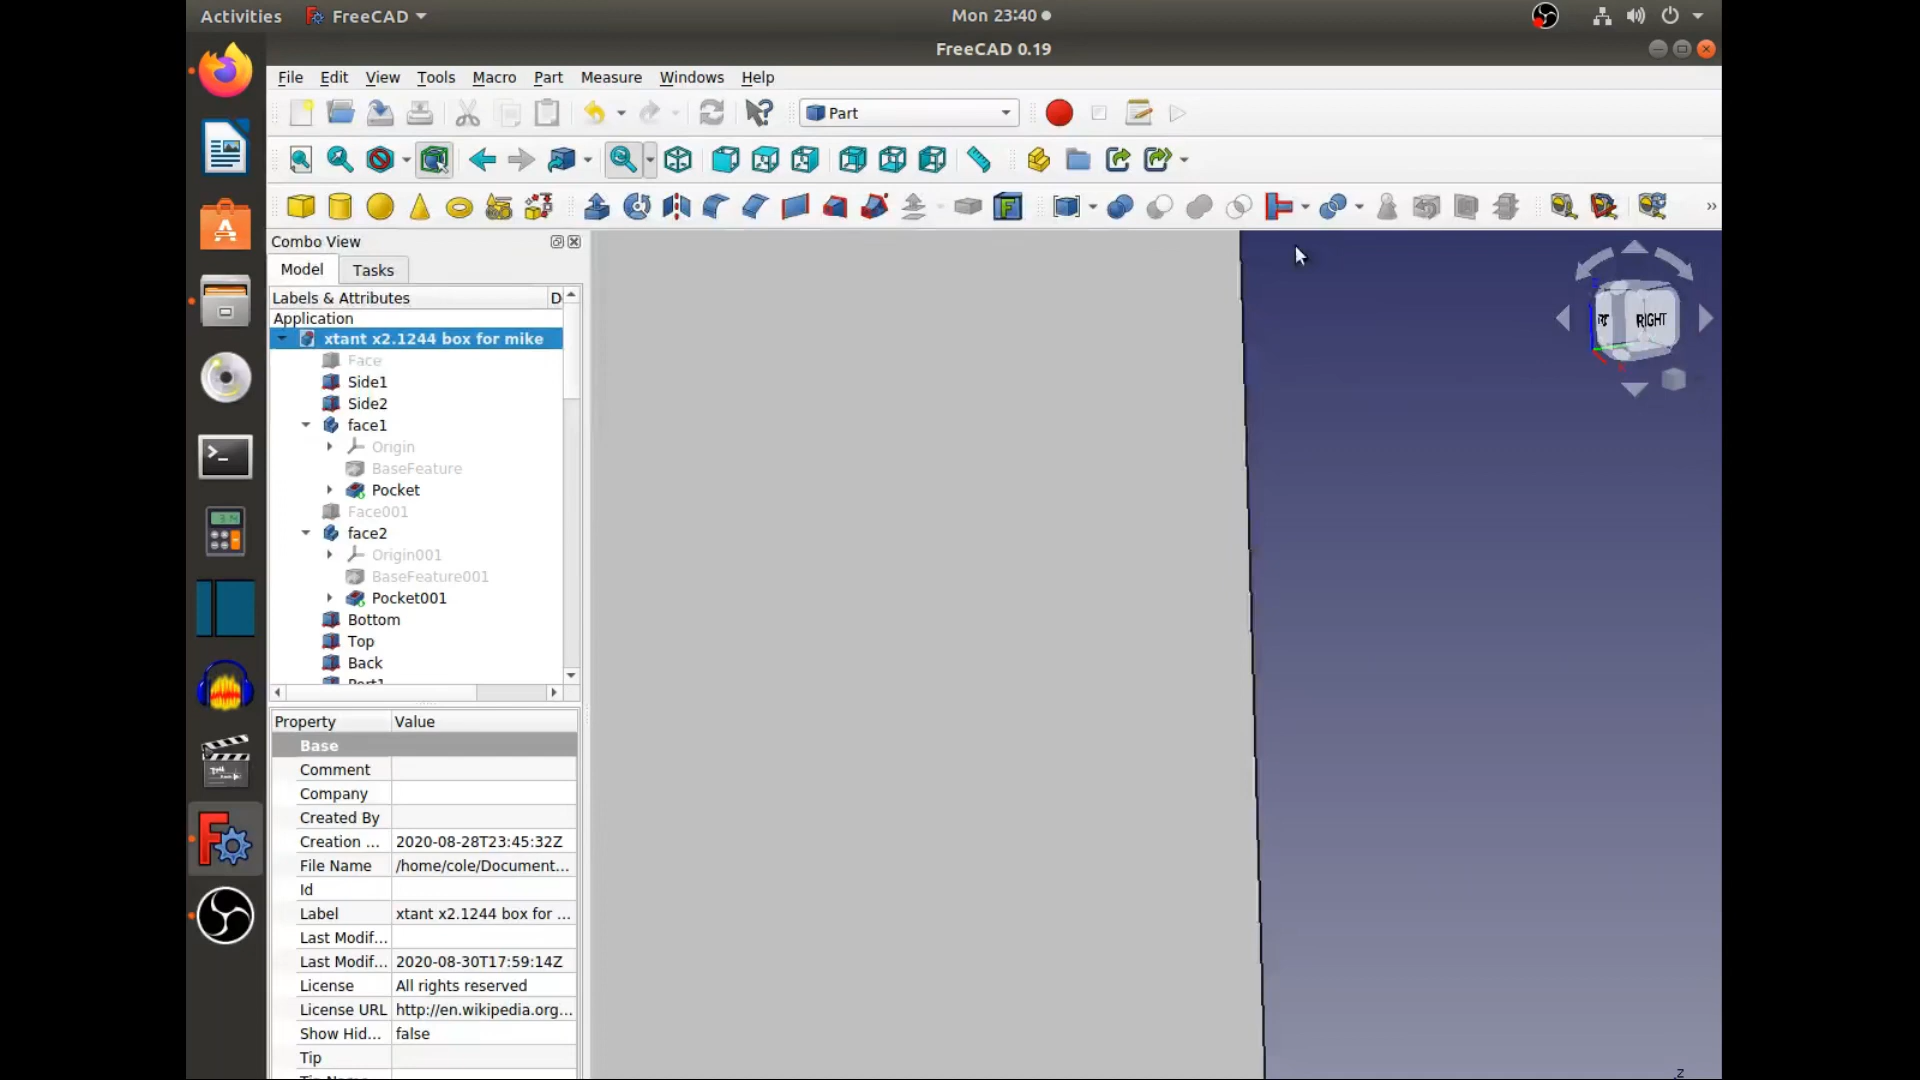 Activities
FreeCAD
Mon 23:40
FreeCAD 0.19
File Edit View Tools Macro Part Measure Windows Help
Part
Combo View
Model Tasks
Labels & Attributes D
Application
xtant x2.1244 box for mike
Face
Side1
Side2
face1
Origin
BaseFeature
Pocket
Face001
face2
Origin001
BaseFeature001
Pocket001
Bottom
Top
Back
Port1
RIGHT
Property Value
Base
Comment
Company
Created By
Creation ... 2020-08-28T23:45:32Z
File Name /home/cole/Document...
Id
Label xtant x2.1244 box for ...
Last Modif...
Last Modif... 2020-08-30T17:59:14Z
License All rights reserved
License URL http://en.wikipedia.org...
Show Hid... false
Tip
Z